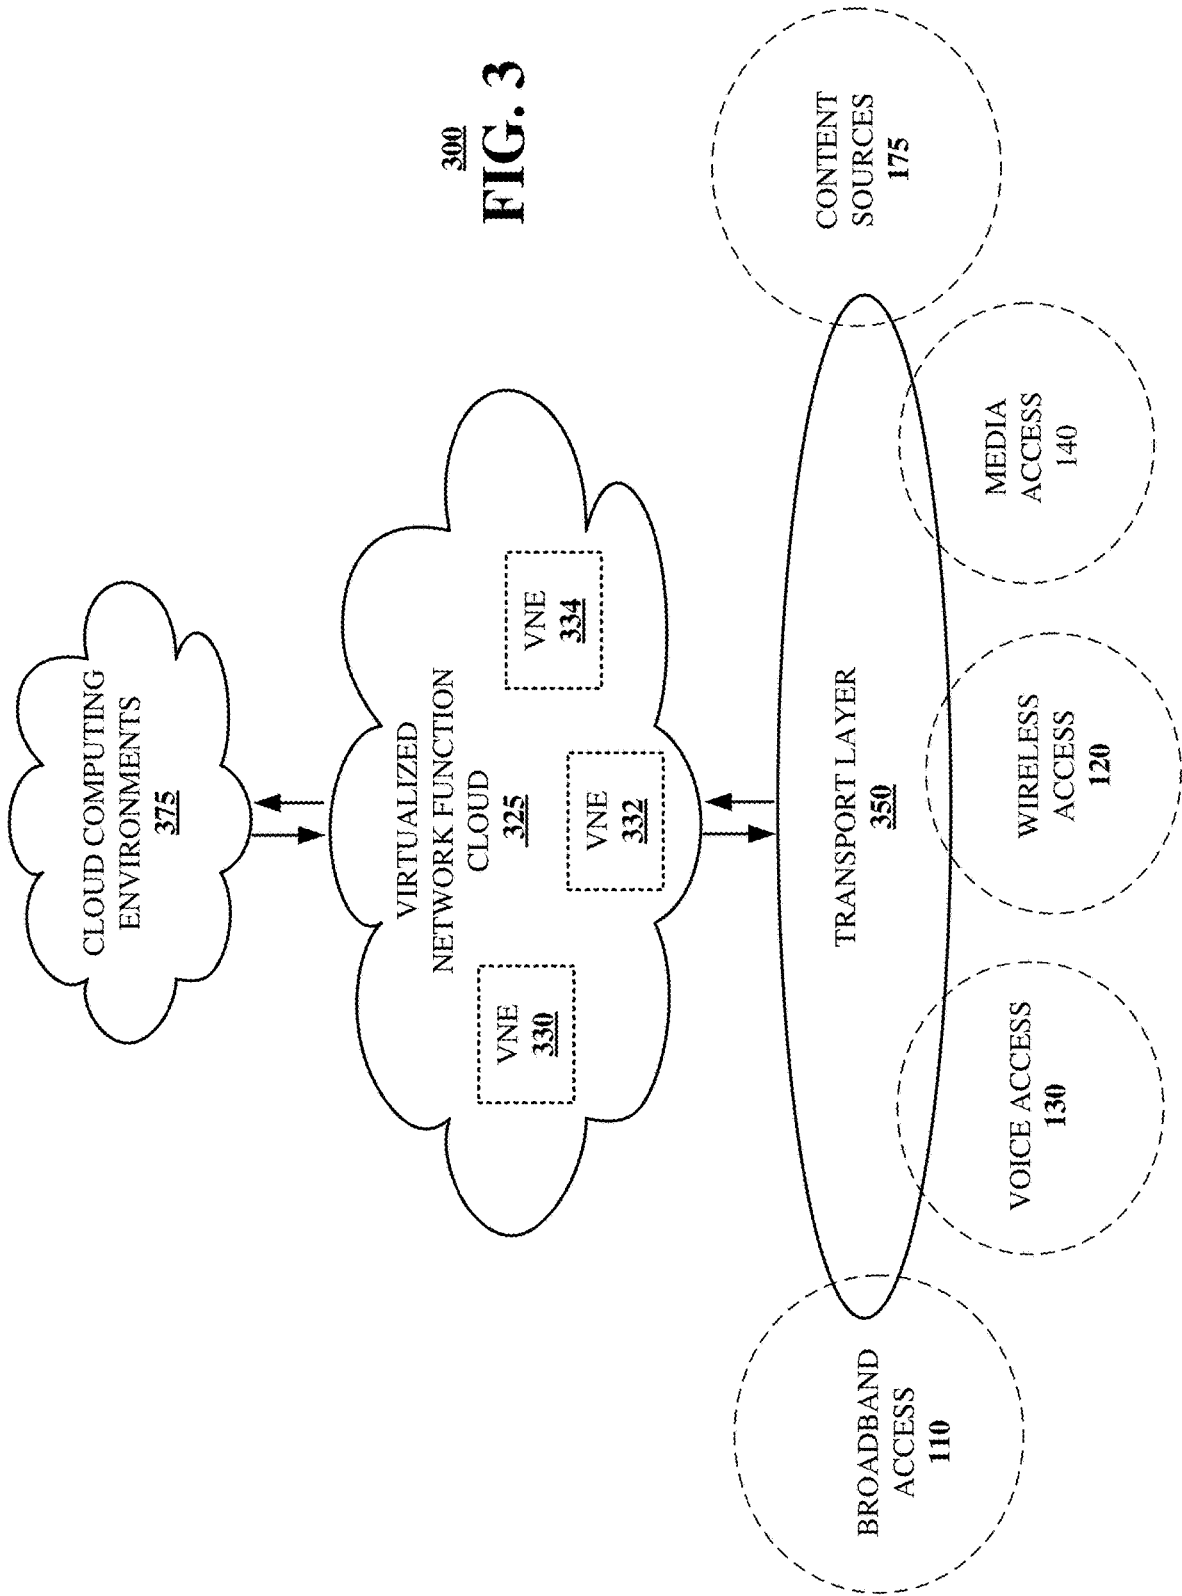 CLOUD COMPUTING
ENVIRONMENTS
375
VIRTUALIZED
NETWORK FUNCTION
CLOUD
325
VNE
330
VNE
332
VNE
334
300
FIG. 3
TRANSPORT LAYER
350
BROADBAND
ACCESS
110
VOICE ACCESS
130
WIRELESS
ACCESS
120
MEDIA
ACCESS
140
CONTENT
SOURCES
175